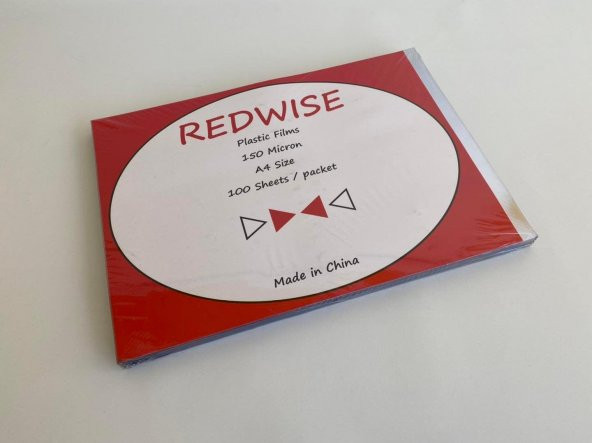 REDWISE
Plastic Films
150 Micron
A4 Size
100 Sheets / packet
Made in China